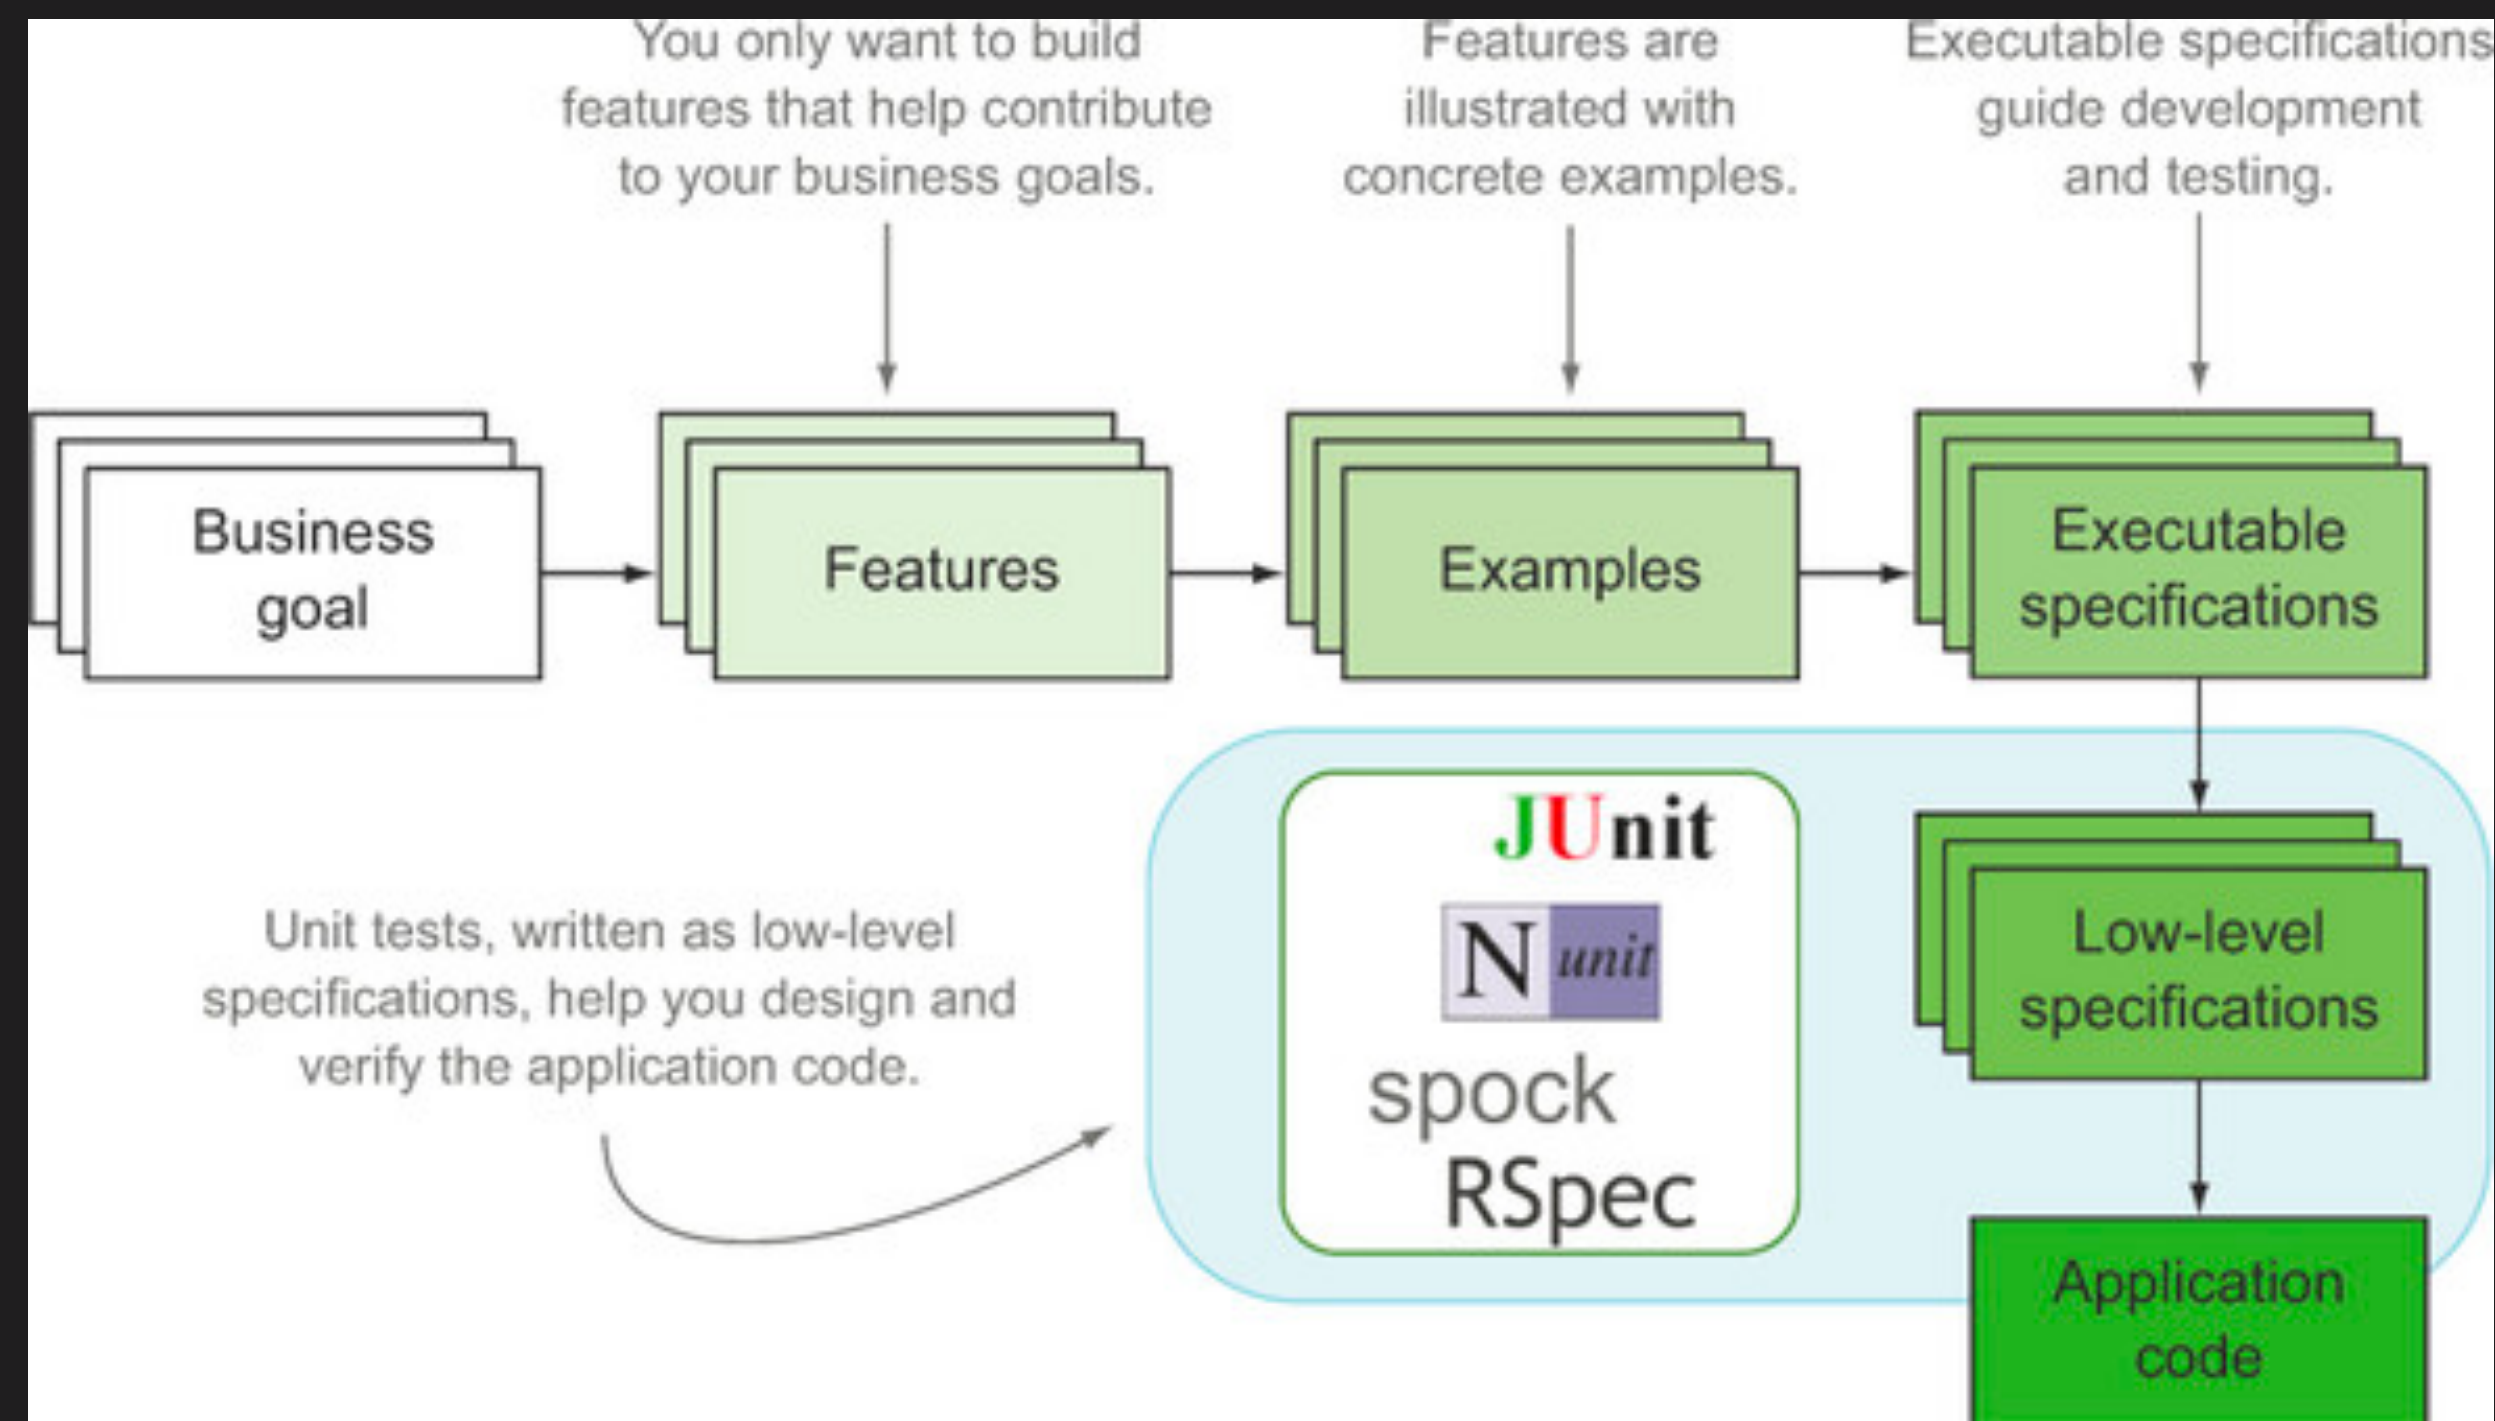 You only want to build
features that help contribute
to your business goals.
Features are
illustrated with
concrete examples.
Executable specifications
guide development
and testing.
Business
goal
Features
Examples
Executable
specifications
JUnit
N unit
spock
RSpec
Unit tests, written as low-level
specifications, help you design and
verify the application code.
Low-level
specifications
Application
code